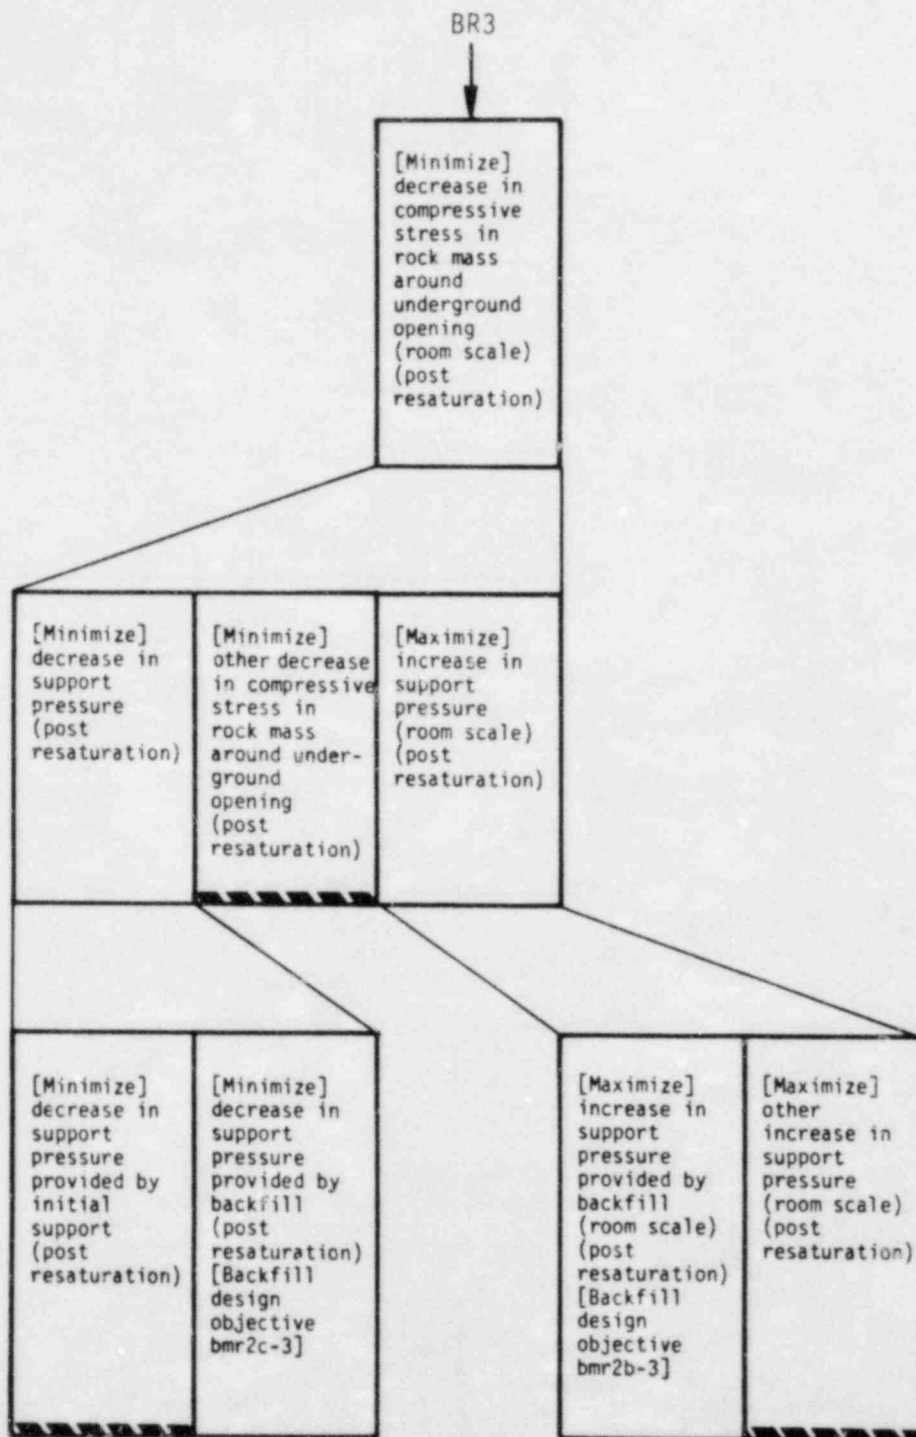 BR3
[Minimize]
decrease in
compressive
stress in
rock mass
around
underground
opening
(room scale)
(post
resaturation)
[Minimize]
decrease in
support
pressure
(post
resaturation)
[Minimize]
other decrease
in compressive
stress in
rock mass
around under-
ground
opening
(post
resaturation)
[Maximize]
increase in
support
pressure
(room scale)
(post
resaturation)
[Minimize]
decrease in
support
pressure
provided by
initial
support
(post
resaturation)
[Minimize]
decrease in
support
pressure
provided by
backfill
(post
resaturation)
[Backfill
design
objective
bmr2c-3]
[Maximize]
increase in
support
pressure
provided by
backfill
(room scale)
(post
resaturation)
[Backfill
design
objective
bmr2b-3]
[Maximize]
other
increase in
support
pressure
(room scale)
(post
resaturation)